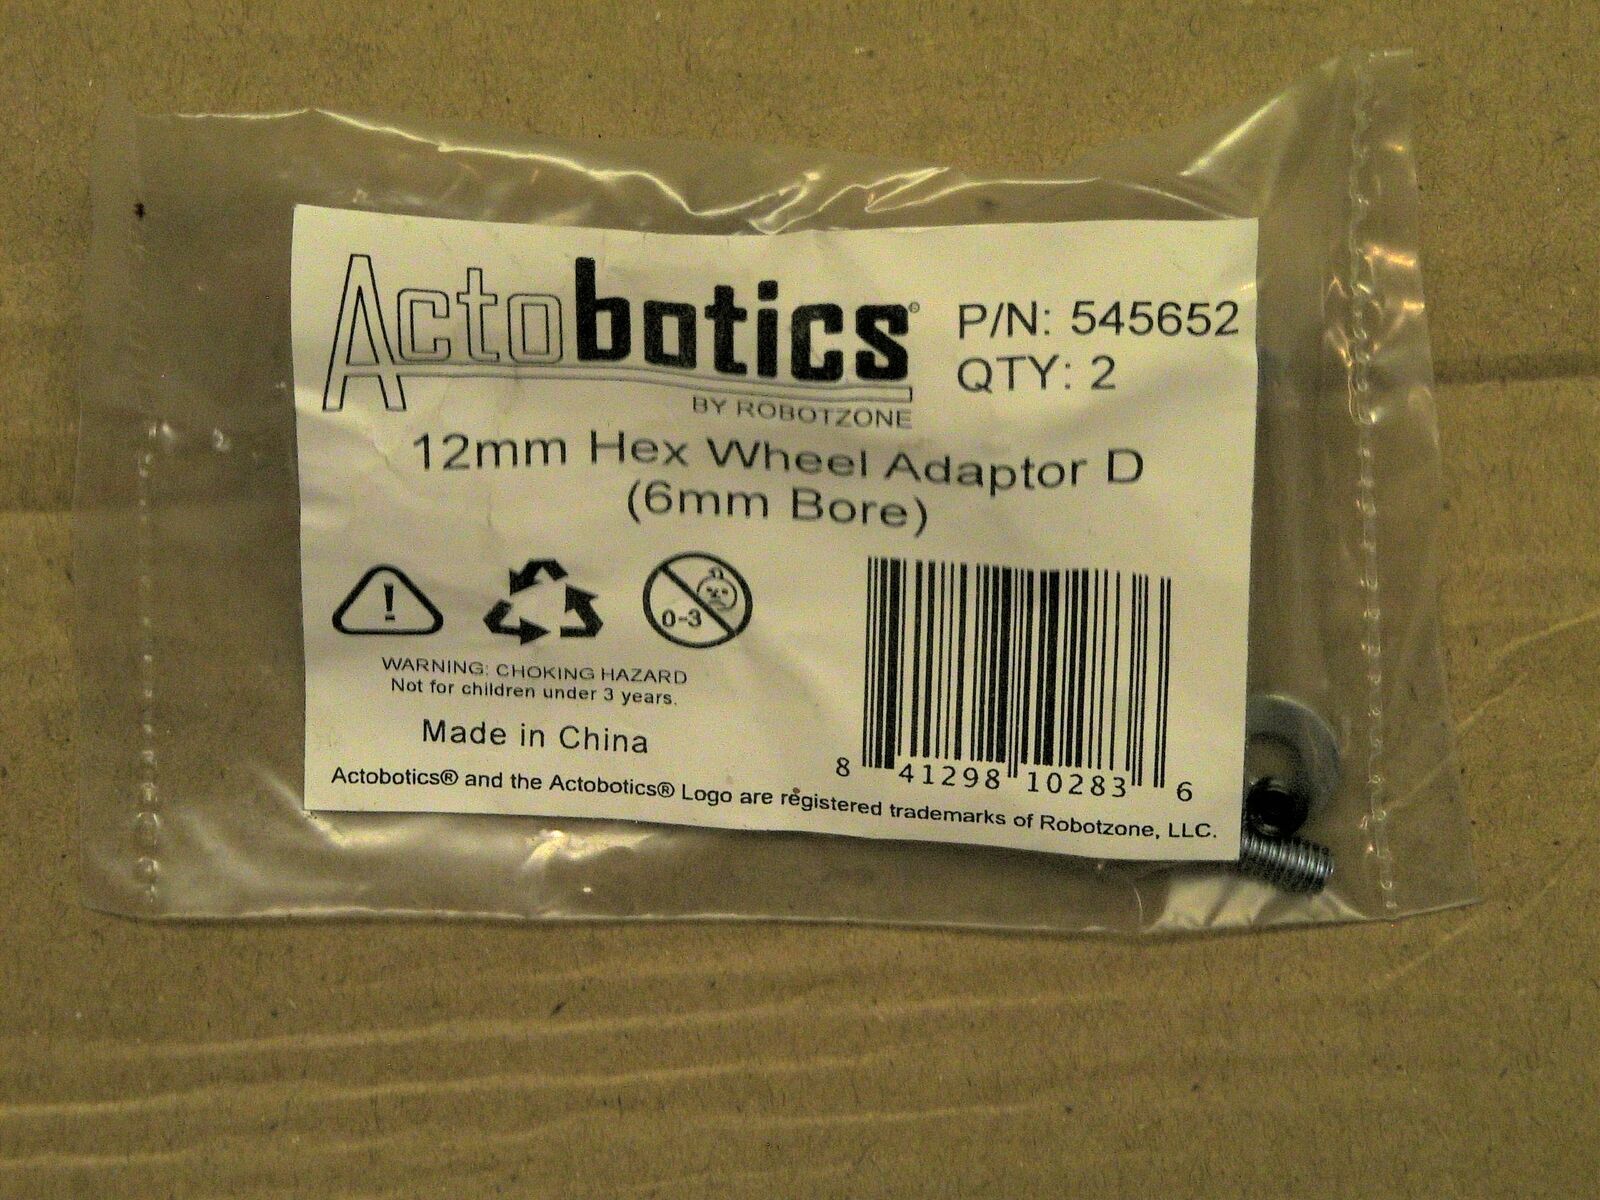 Actobotics®
BY ROBOTZONE
P/N: 545652
QTY: 2
12mm Hex Wheel Adaptor D
(6mm Bore)
!
0-3
WARNING: CHOKING HAZARD
Not for children under 3 years.
Made in China
8 41298 10283 6
Actobotics® and the Actobotics® Logo are registered trademarks of Robotzone, LLC.